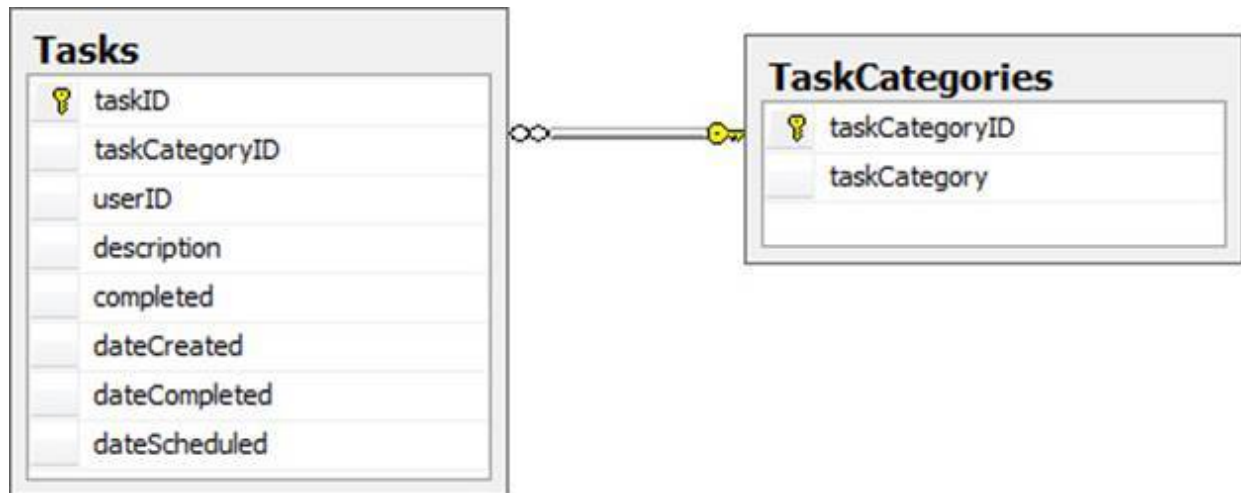 Tasks
taskID
taskCategoryID
userID
description
completed
dateCreated
dateCompleted
dateScheduled
TaskCategories
taskCategoryID
taskCategory